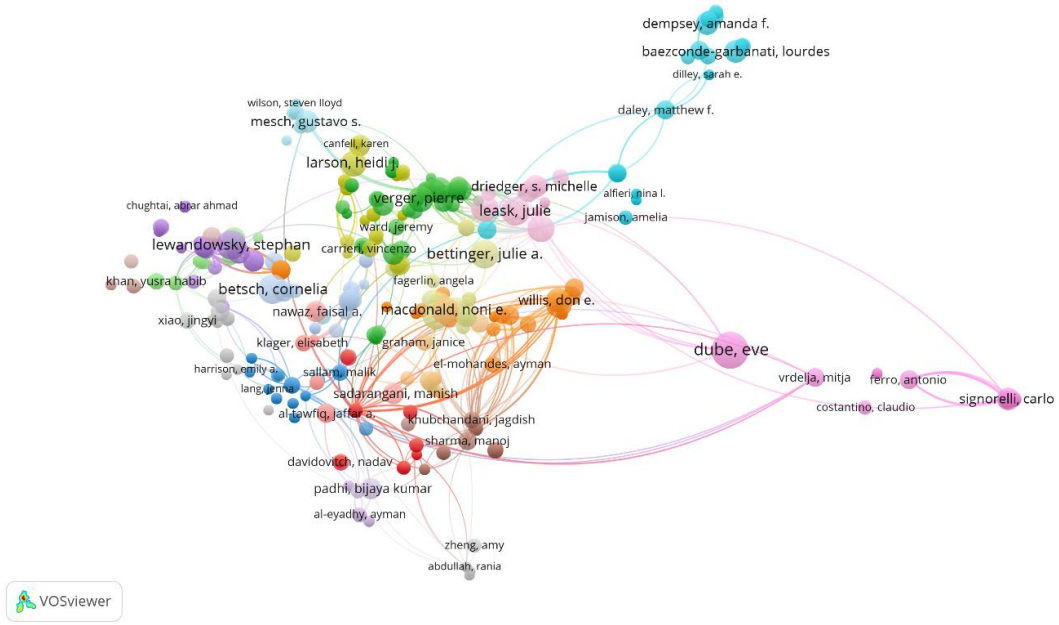 dempsey, amanda f.
baezconde-garbanati, lourdes
dilley, sarah e.
wilson, steven lloyd
daley, matthew f.
mesch, gustavo s.
canfell, karen
larson, heidi j.
driedger, s. michelle
alfieri, nina l.
verger, pierre
chughtai, abrar ahmad
leask, julie
jamison, amelia
ward, jeremy
lewandowsky, stephan
carrieri, vincenzo
bettinger, julie a.
khan, yusra habib
fagerlin, angela
betsch, cornelia
willis, don e.
nawaz, faisal a.
macdonald, noni e.
xiao, jingyi
klager, elisabeth
graham, janice
dube, eve
el-mohandes, ayman
harrison, emily a.
sallam, malik
vrdelja, mitja
ferro, antonio
lang, jenna
sadarangani, manish
signorelli, carlo
costantino, claudio
al-tawfiq, jaffar a.
khubchandani, jagdish
sharma, manoj
davidovitch, nadav
padhi, bijaya kumar
al-eyadhy, ayman
zheng, amy
abdullah, rania
VOSviewer